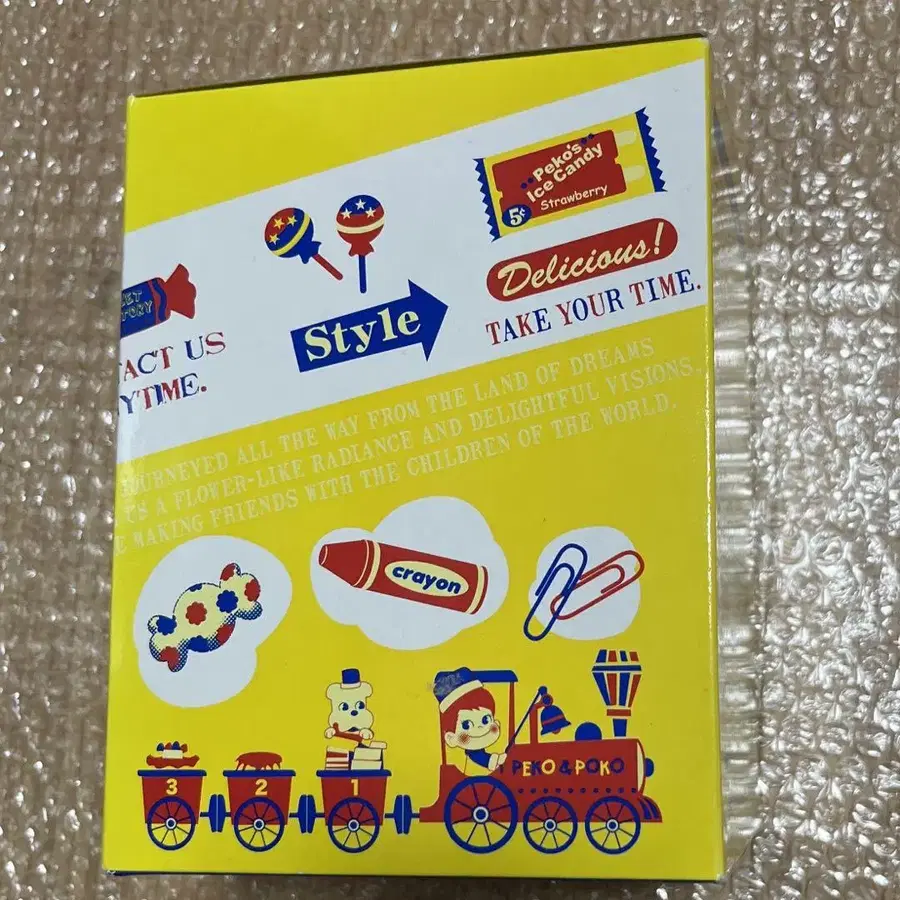 Peko's
Ice Candy
Strawberry
5¢
Delicious!
TAKE YOUR TIME.
Style
ACT US
YTIME.
OURNEYED ALL THE WAY FROM THE LAND OF DREAMS
US A FLOWER-LIKE RADIANCE AND DELIGHTFUL VISIONS,
E MAKING FRIENDS WITH THE CHILDREN OF THE WORLD.
crayon
PEKO & POKO
3
2
1